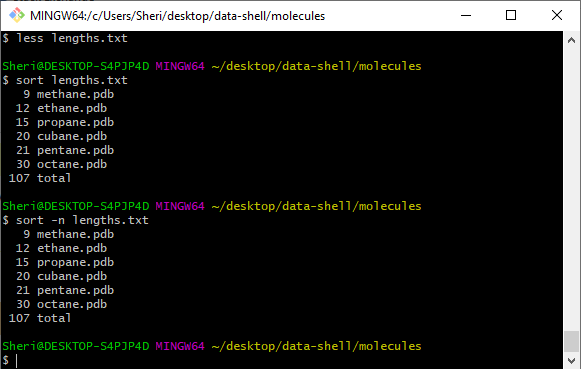 MINGW64:/c/Users/Sheri/desktop/data-shell/molecules
$ less lengths.txt
Sheri@DESKTOP-S4PJP4D MINGW64 ~/desktop/data-shell/molecules
$ sort lengths.txt
9 methane.pdb
12 ethane.pdb
15 propane.pdb
20 cubane.pdb
21 pentane.pdb
30 octane.pdb
107 total
Sheri@DESKTOP-S4PJP4D MINGW64 ~/desktop/data-shell/molecules
$ sort -n lengths.txt
9 methane.pdb
12 ethane.pdb
15 propane.pdb
20 cubane.pdb
21 pentane.pdb
30 octane.pdb
107 total
Sheri@DESKTOP-S4PJP4D MINGW64 ~/desktop/data-shell/molecules
$